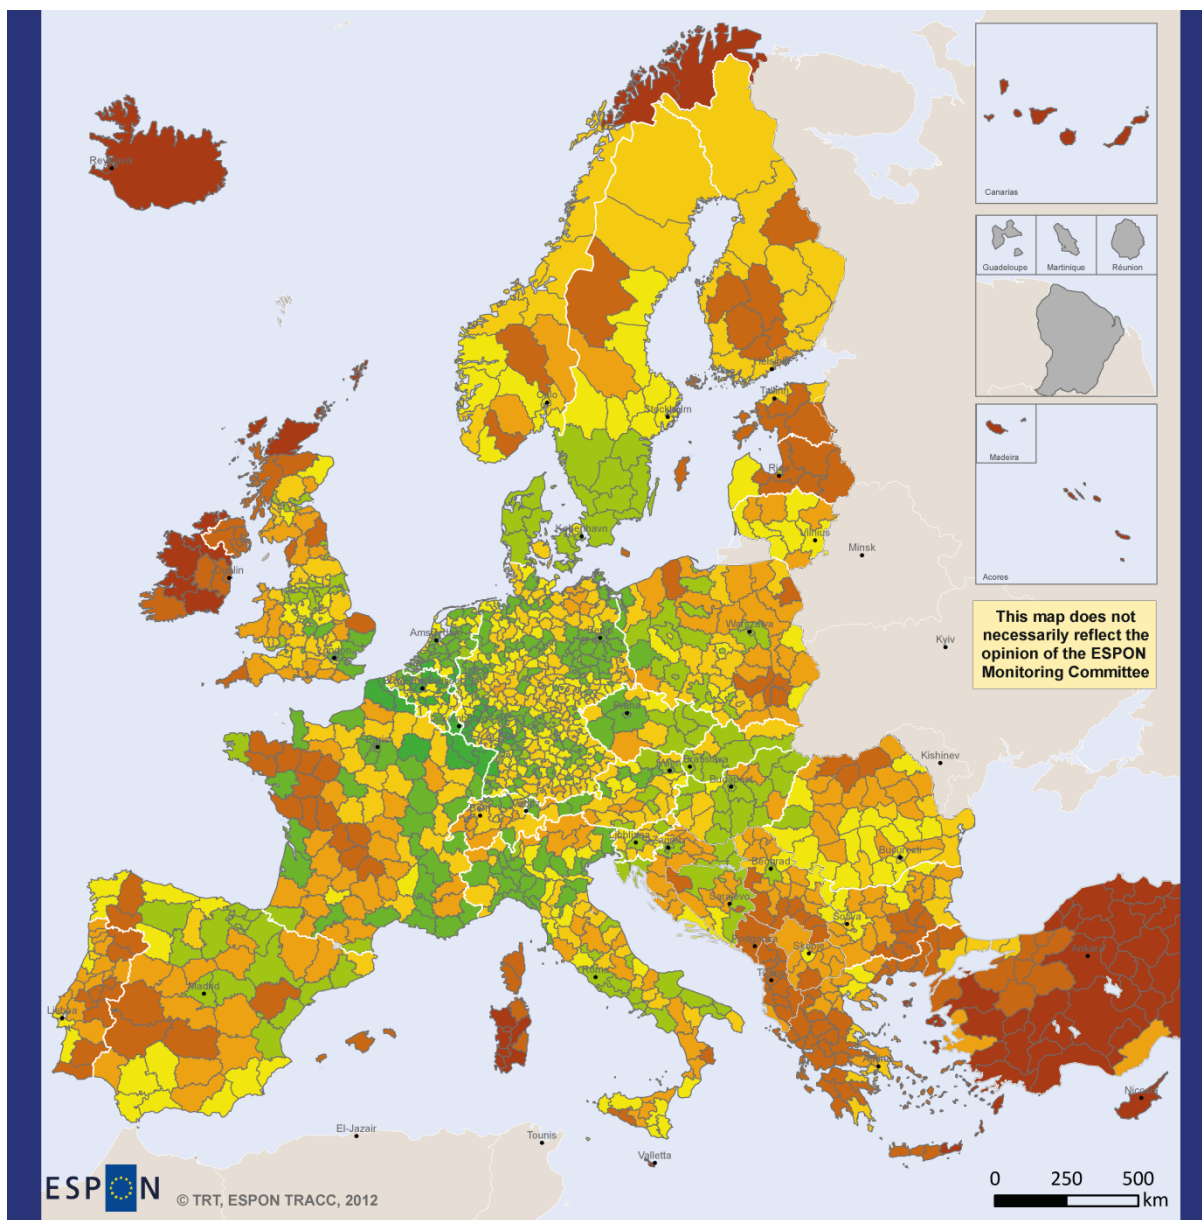 Reykjavik
Canarias
Guadeloupe
Martinique
Réunion
Madeira
Acores
Helsinki
Tallinn
Oslo
Stockholm
Riga
København
Vilnius
Minsk
Dublin
This map does not
necessarily reflect the
opinion of the ESPON
Monitoring Committee
Amsterdam
Berlin
Warszawa
Kyiv
London
Praha
Kishinev
Wien
Bratislava
Budapest
Bern
Vaduz
Ljubljana
Zagreb
Bucuresti
Beograd
Sarajevo
Sofiya
Podgorica
Skopje
Ankara
Madrid
Roma
Tirana
Lisboa
Athina
Nicosia
El-Jazair
Tounis
Valletta
ESPON
© TRT, ESPON TRACC, 2012
0 250 500
km